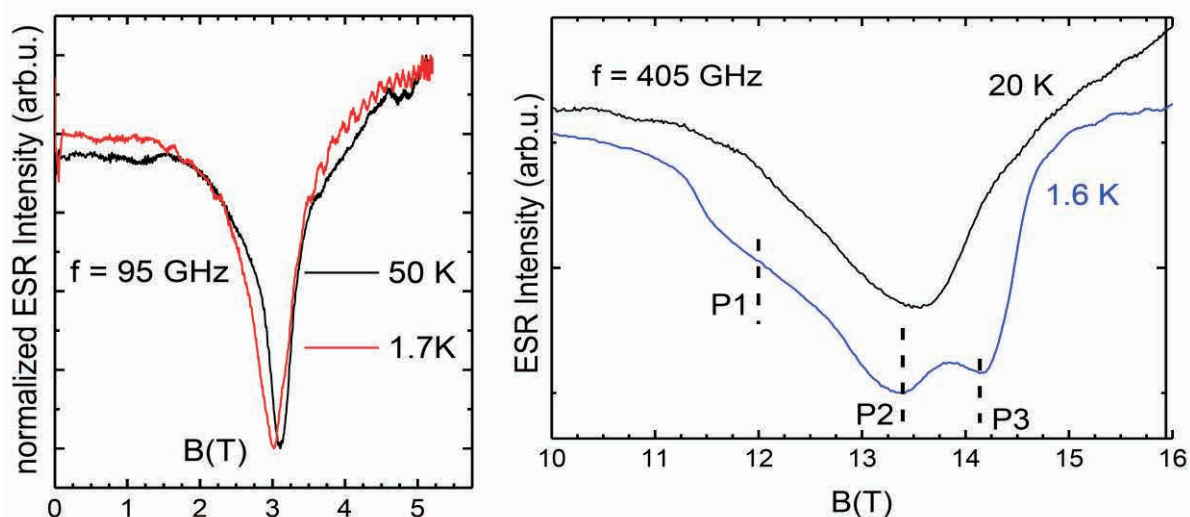 normalized ESR Intensity (arb.u.)
f = 95 GHz
50 K
1.7K
B(T)
0 1 2 3 4 5
ESR Intensity (arb.u.)
f = 405 GHz
20 K
1.6 K
P1
P2
P3
10 11 12 13 14 15 16
B(T)